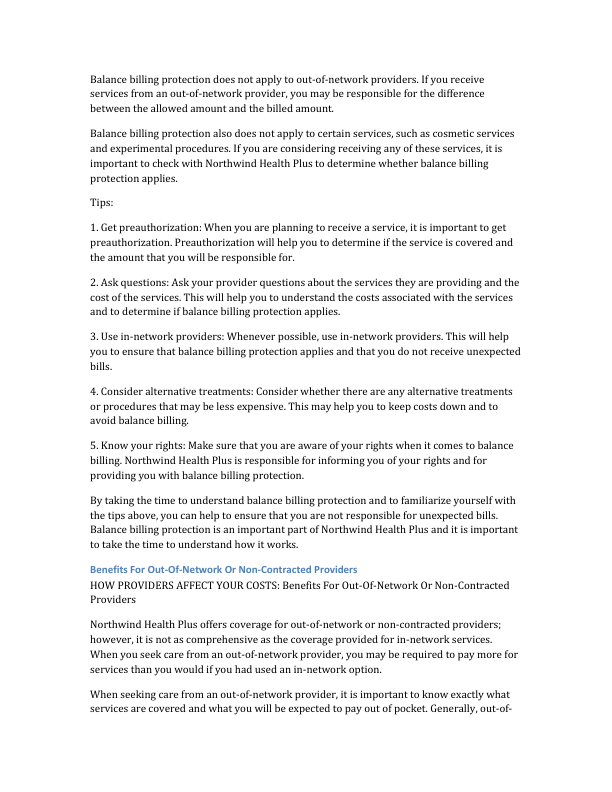 Balance billing protection does not apply to out-of-network providers. If you receive
services from an out-of-network provider, you may be responsible for the difference
between the allowed amount and the billed amount.
Balance billing protection also does not apply to certain services, such as cosmetic services
and experimental procedures. If you are considering receiving any of these services, it is
important to check with Northwind Health Plus to determine whether balance billing
protection applies.
Tips:
1. Get preauthorization: When you are planning to receive a service, it is important to get
preauthorization. Preauthorization will help you to determine if the service is covered and
the amount that you will be responsible for.
2. Ask questions: Ask your provider questions about the services they are providing and the
cost of the services. This will help you to understand the costs associated with the services
and to determine if balance billing protection applies.
3. Use in-network providers: Whenever possible, use in-network providers. This will help
you to ensure that balance billing protection applies and that you do not receive unexpected
bills.
4. Consider alternative treatments: Consider whether there are any alternative treatments
or procedures that may be less expensive. This may help you to keep costs down and to
avoid balance billing.
5. Know your rights: Make sure that you are aware of your rights when it comes to balance
billing. Northwind Health Plus is responsible for informing you of your rights and for
providing you with balance billing protection.
By taking the time to understand balance billing protection and to familiarize yourself with
the tips above, you can help to ensure that you are not responsible for unexpected bills.
Balance billing protection is an important part of Northwind Health Plus and it is important
to take the time to understand how it works.
Benefits For Out-Of-Network Or Non-Contracted Providers
HOW PROVIDERS AFFECT YOUR COSTS: Benefits For Out-Of-Network Or Non-Contracted
Providers
Northwind Health Plus offers coverage for out-of-network or non-contracted providers;
however, it is not as comprehensive as the coverage provided for in-network services.
When you seek care from an out-of-network provider, you may be required to pay more for
services than you would if you had used an in-network option.
When seeking care from an out-of-network provider, it is important to know exactly what
services are covered and what you will be expected to pay out of pocket. Generally, out-of-